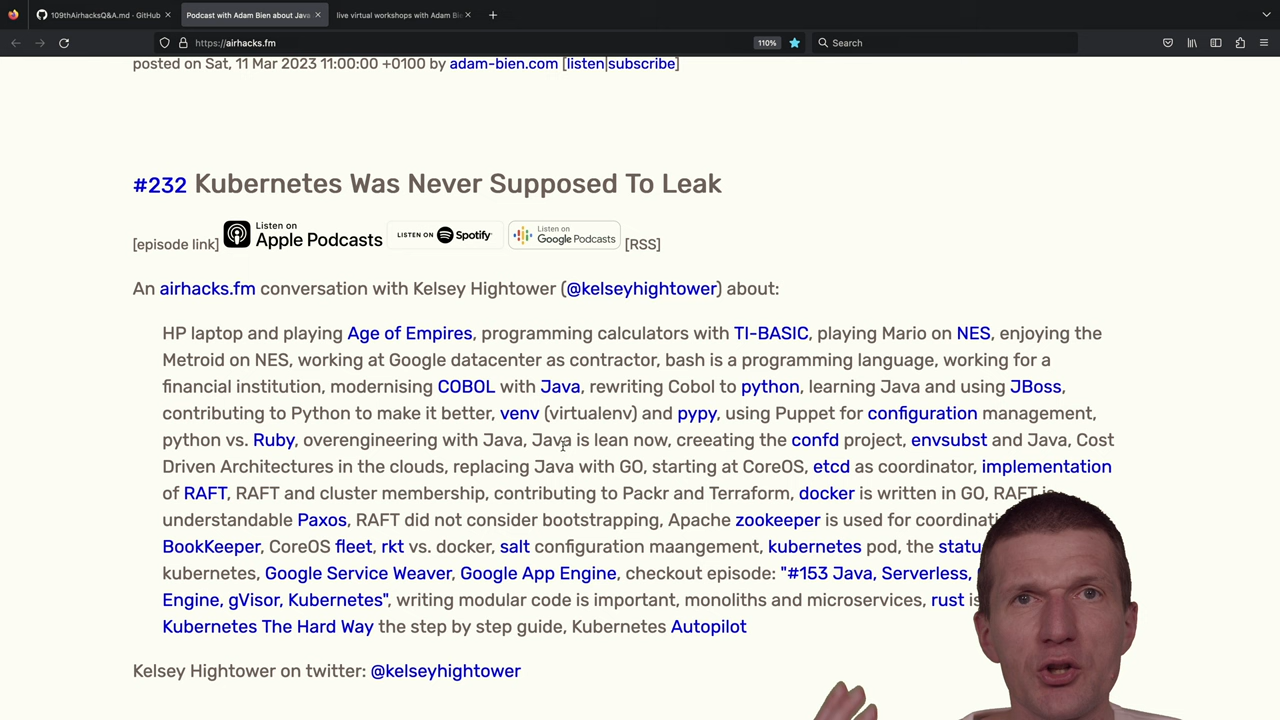 109thAirhacksQ&A.md · GitHub
Podcast with Adam Bien about Java
live virtual workshops with Adam Bi
https://airhacks.fm
110%
Search
posted on Sat, 11 Mar 2023 11:00:00 +0100 by adam-bien.com [listen|subscribe]
#232 Kubernetes Was Never Supposed To Leak
[episode link] Listen on Apple Podcasts LISTEN ON Spotify Listen on Google Podcasts [RSS]
An airhacks.fm conversation with Kelsey Hightower (@kelseyhightower) about:
HP laptop and playing Age of Empires, programming calculators with TI-BASIC, playing Mario on NES, enjoying the
Metroid on NES, working at Google datacenter as contractor, bash is a programming language, working for a
financial institution, modernising COBOL with Java, rewriting Cobol to python, learning Java and using JBoss,
contributing to Python to make it better, venv (virtualenv) and pypy, using Puppet for configuration management,
python vs. Ruby, overengineering with Java, Java is lean now, creeating the confd project, envsubst and Java, Cost
Driven Architectures in the clouds, replacing Java with GO, starting at CoreOS, etcd as coordinator, implementation
of RAFT, RAFT and cluster membership, contributing to Packr and Terraform, docker is written in GO, RAFT is
understandable Paxos, RAFT did not consider bootstrapping, Apache zookeeper is used for coordinati
BookKeeper, CoreOS fleet, rkt vs. docker, salt configuration maangement, kubernetes pod, the statu
kubernetes, Google Service Weaver, Google App Engine, checkout episode: "#153 Java, Serverless,
Engine, gVisor, Kubernetes", writing modular code is important, monoliths and microservices, rust is
Kubernetes The Hard Way the step by step guide, Kubernetes Autopilot
Kelsey Hightower on twitter: @kelseyhightower